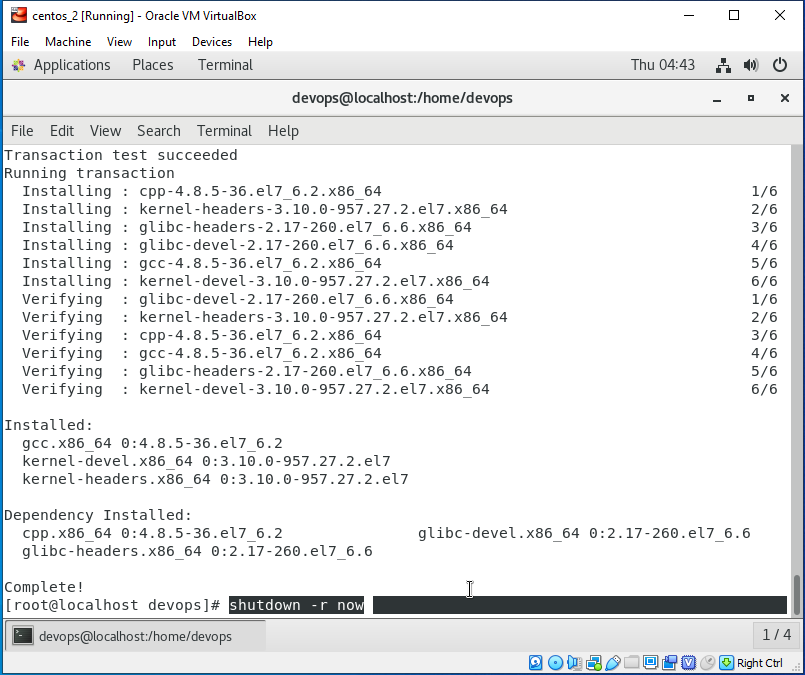 centos_2 [Running] - Oracle VM VirtualBox
File Machine View Input Devices Help
Applications Places Terminal Thu 04:43
devops@localhost:/home/devops
File Edit View Search Terminal Help
Transaction test succeeded
Running transaction
  Installing : cpp-4.8.5-36.el7_6.2.x86_64 1/6
  Installing : kernel-headers-3.10.0-957.27.2.el7.x86_64 2/6
  Installing : glibc-headers-2.17-260.el7_6.6.x86_64 3/6
  Installing : glibc-devel-2.17-260.el7_6.6.x86_64 4/6
  Installing : gcc-4.8.5-36.el7_6.2.x86_64 5/6
  Installing : kernel-devel-3.10.0-957.27.2.el7.x86_64 6/6
  Verifying  : glibc-devel-2.17-260.el7_6.6.x86_64 1/6
  Verifying  : kernel-headers-3.10.0-957.27.2.el7.x86_64 2/6
  Verifying  : cpp-4.8.5-36.el7_6.2.x86_64 3/6
  Verifying  : gcc-4.8.5-36.el7_6.2.x86_64 4/6
  Verifying  : glibc-headers-2.17-260.el7_6.6.x86_64 5/6
  Verifying  : kernel-devel-3.10.0-957.27.2.el7.x86_64 6/6
Installed:
  gcc.x86_64 0:4.8.5-36.el7_6.2
  kernel-devel.x86_64 0:3.10.0-957.27.2.el7
  kernel-headers.x86_64 0:3.10.0-957.27.2.el7
Dependency Installed:
  cpp.x86_64 0:4.8.5-36.el7_6.2 glibc-devel.x86_64 0:2.17-260.el7_6.6
  glibc-headers.x86_64 0:2.17-260.el7_6.6
Complete!
[root@localhost devops]# shutdown -r now
devops@localhost:/home/devops 1 / 4
Right Ctrl